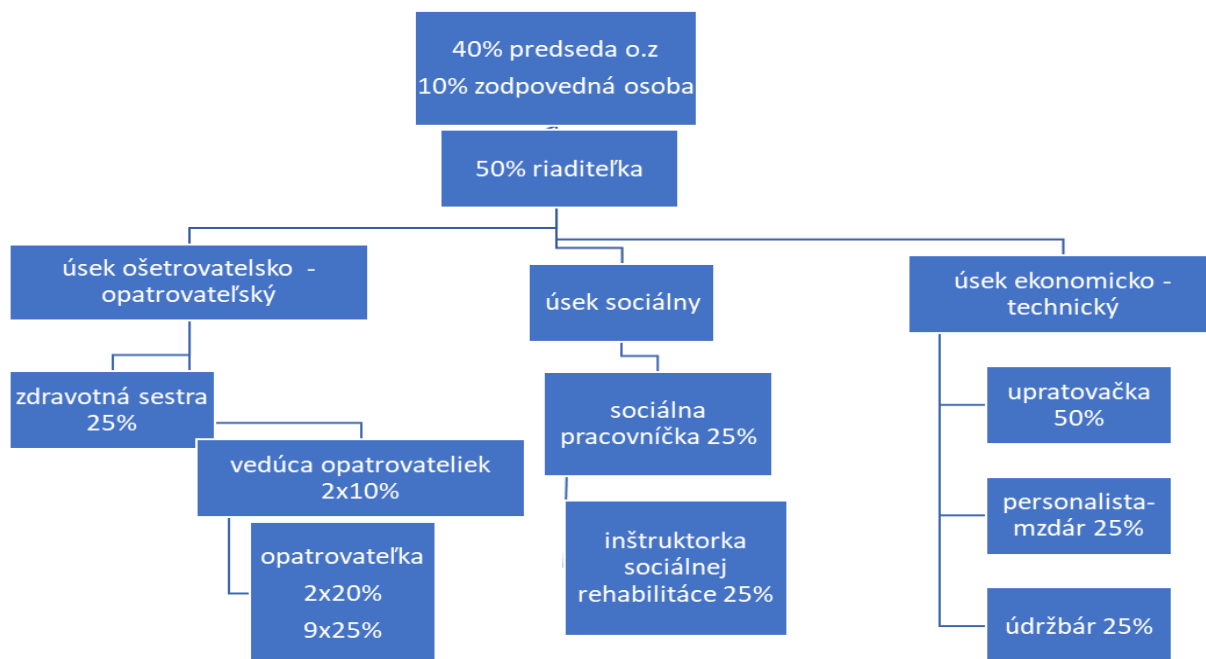 40% predseda o.z
10% zodpovedná osoba
50% riaditeľka
úsek ošetrovatelsko -
opatrovateľský
zdravotná sestra
25%
vedúca opatrovateliek
2x10%
opatrovateľka
2x20%
9x25%
úsek sociálny
sociálna
pracovníčka 25%
inštruktorka
sociálnej
rehabilitáce 25%
úsek ekonomicko -
technický
upratovačka
50%
personalista-
mzdár 25%
údržbár 25%